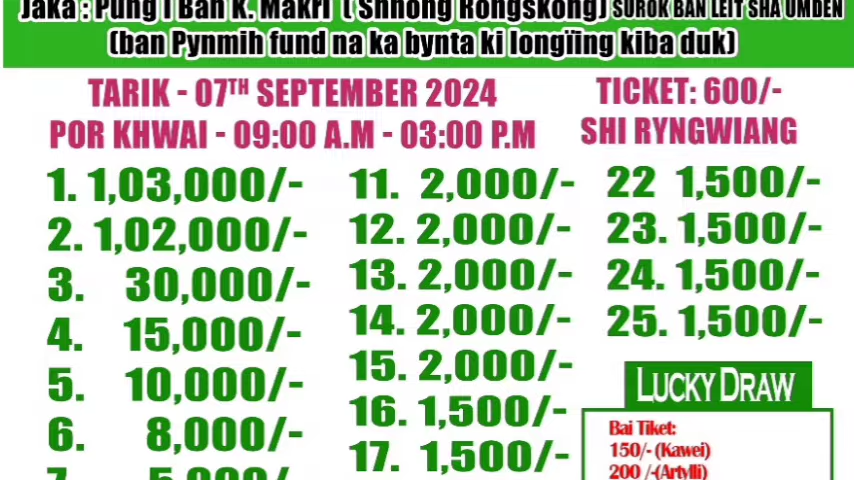 Jaka : Pung i Bah K. Makri ( Shnong Rongskong) SUROK BAN LEIT SHA UMDEN
(ban Pynmih fund na ka bynta ki longïing kiba duk)
TARIK - 07TH SEPTEMBER 2024
POR KHWAI - 09:00 A.M - 03:00 P.M
TICKET: 600/-
SHI RYNGWIANG
1. 1,03,000/-
2. 1,02,000/-
3. 30,000/-
4. 15,000/-
5. 10,000/-
6. 8,000/-
7. 5,000/-
11. 2,000/-
12. 2,000/-
13. 2,000/-
14. 2,000/-
15. 2,000/-
16. 1,500/-
17. 1,500/-
22 1,500/-
23. 1,500/-
24. 1,500/-
25. 1,500/-
LUCKY DRAW
Bai Tiket:
150/- (Kawei)
200 /-(Artylli)